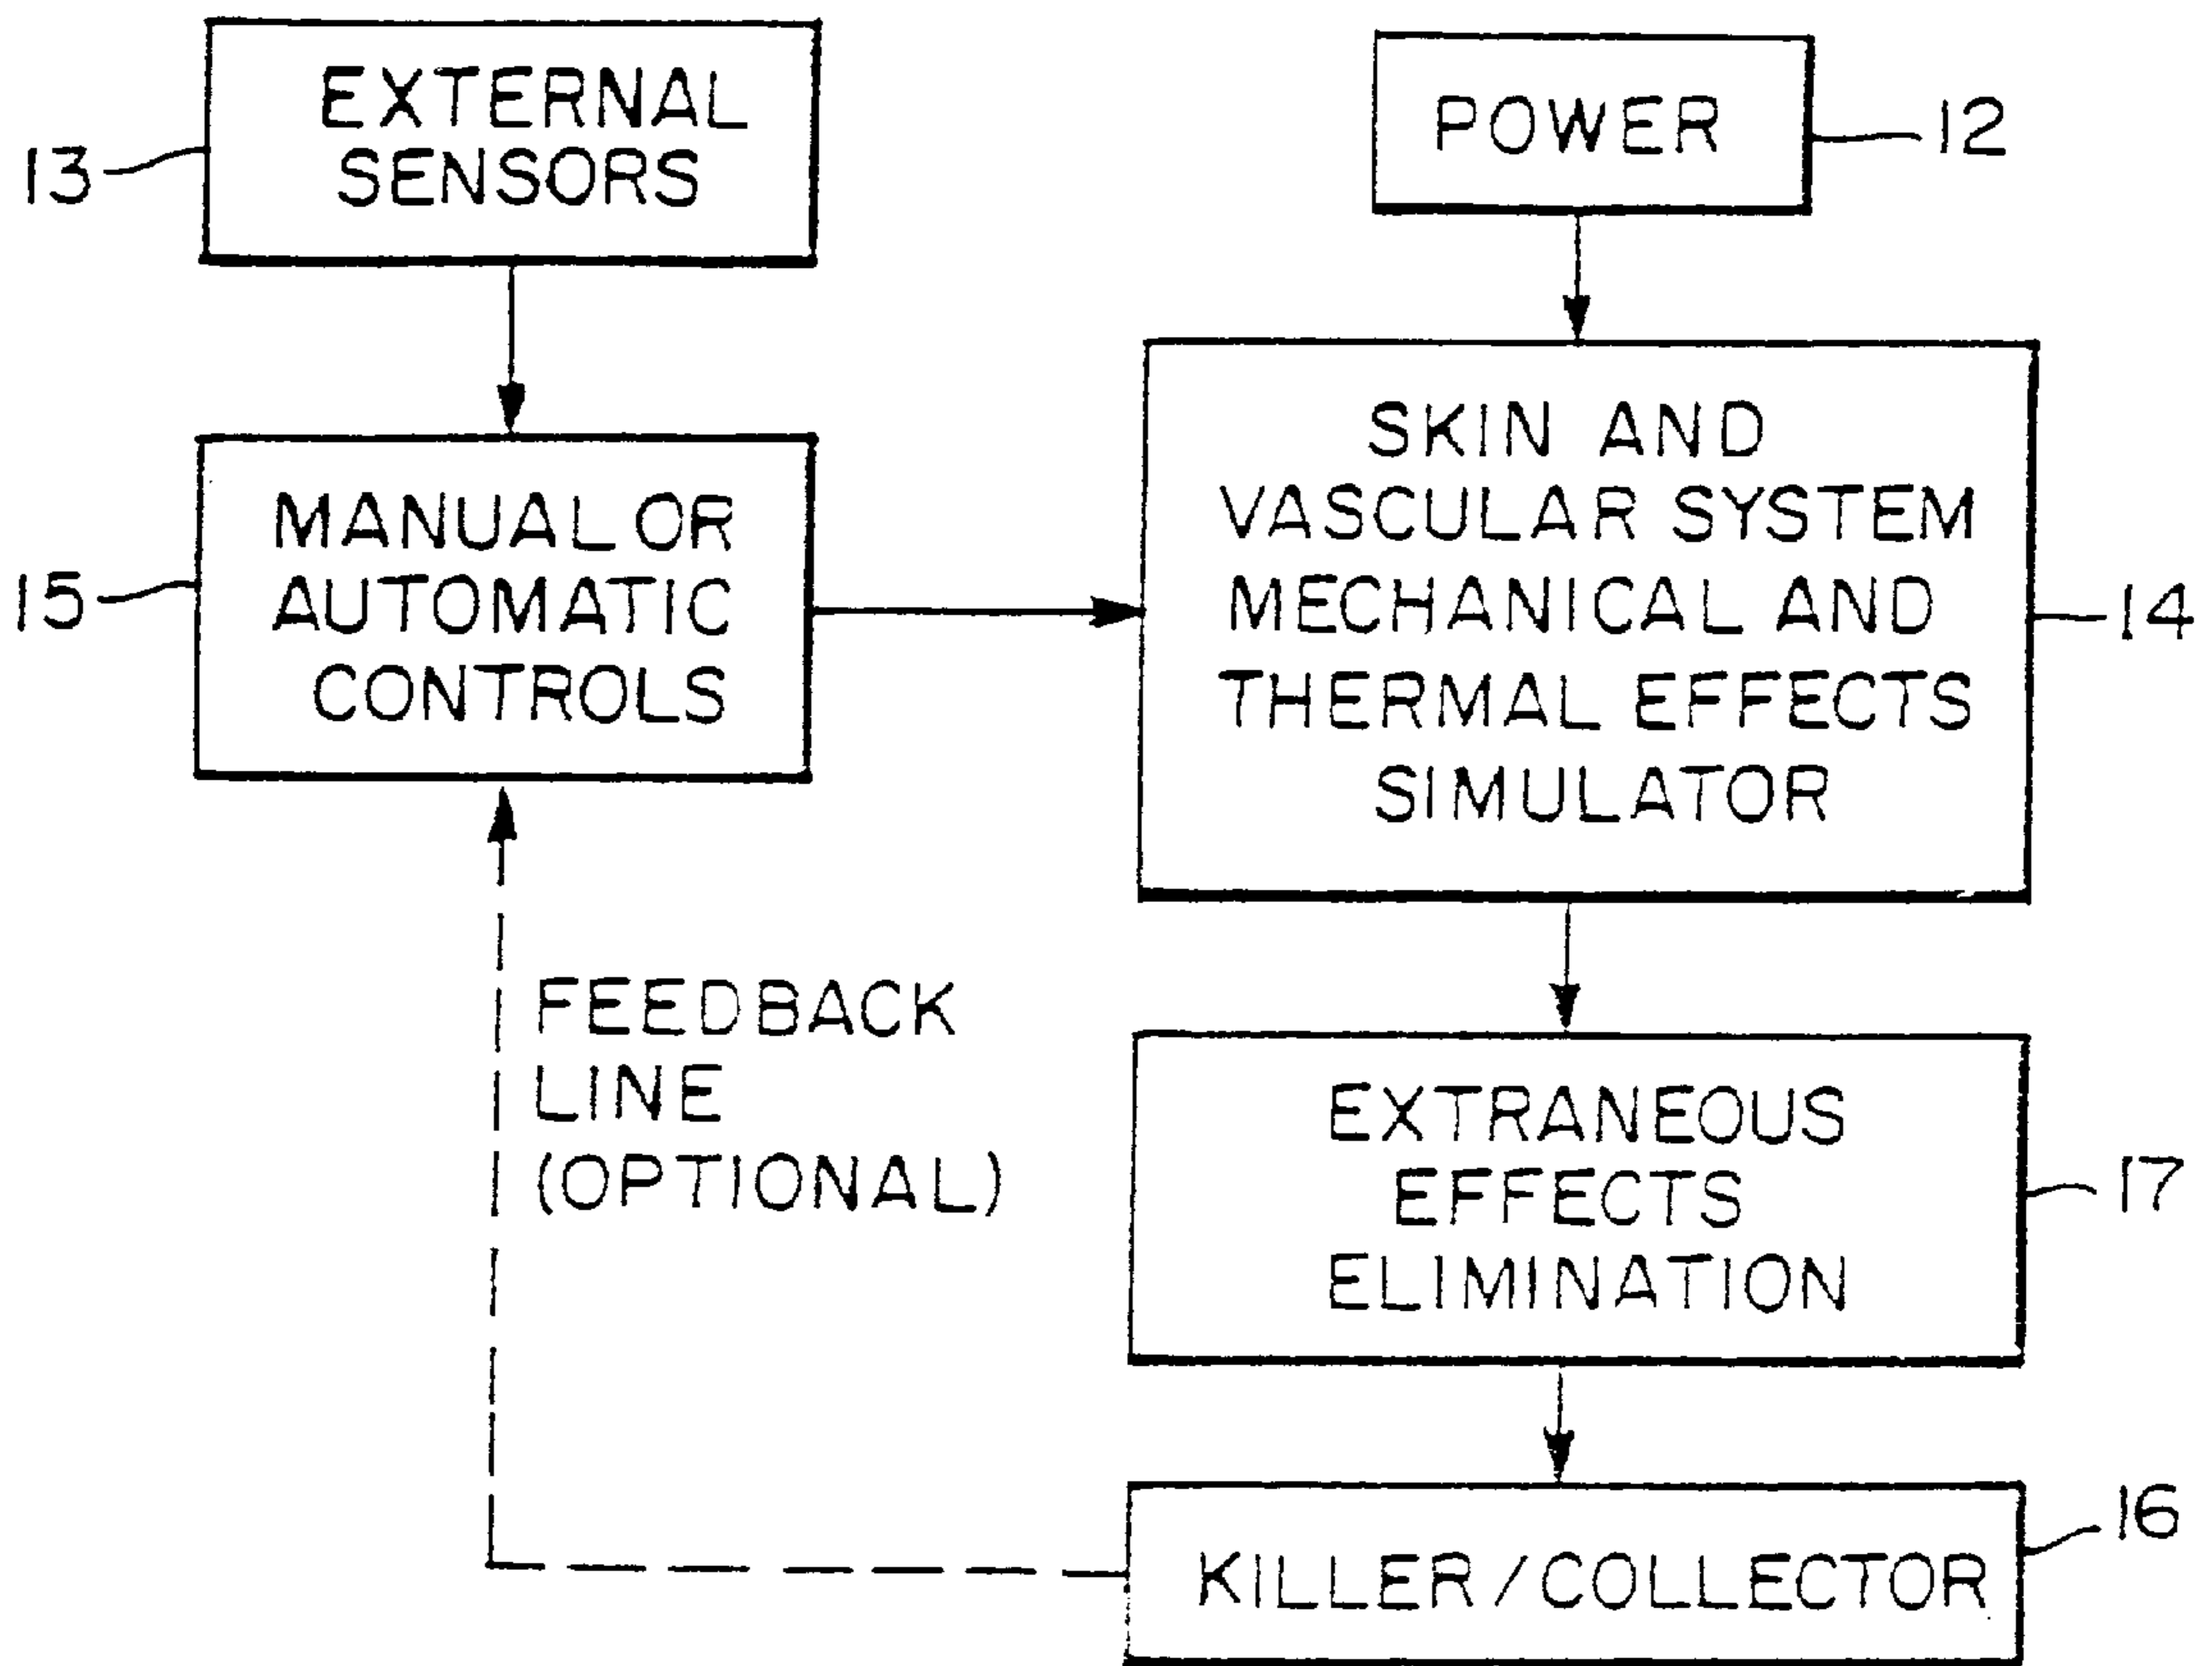 EXTERNAL
SENSORS
13
POWER
12
MANUAL OR
AUTOMATIC
CONTROLS
15
SKIN AND
VASCULAR SYSTEM
MECHANICAL AND
THERMAL EFFECTS
SIMULATOR
14
FEEDBACK
LINE
(OPTIONAL)
EXTRANEOUS
EFFECTS
ELIMINATION
17
KILLER/COLLECTOR
16